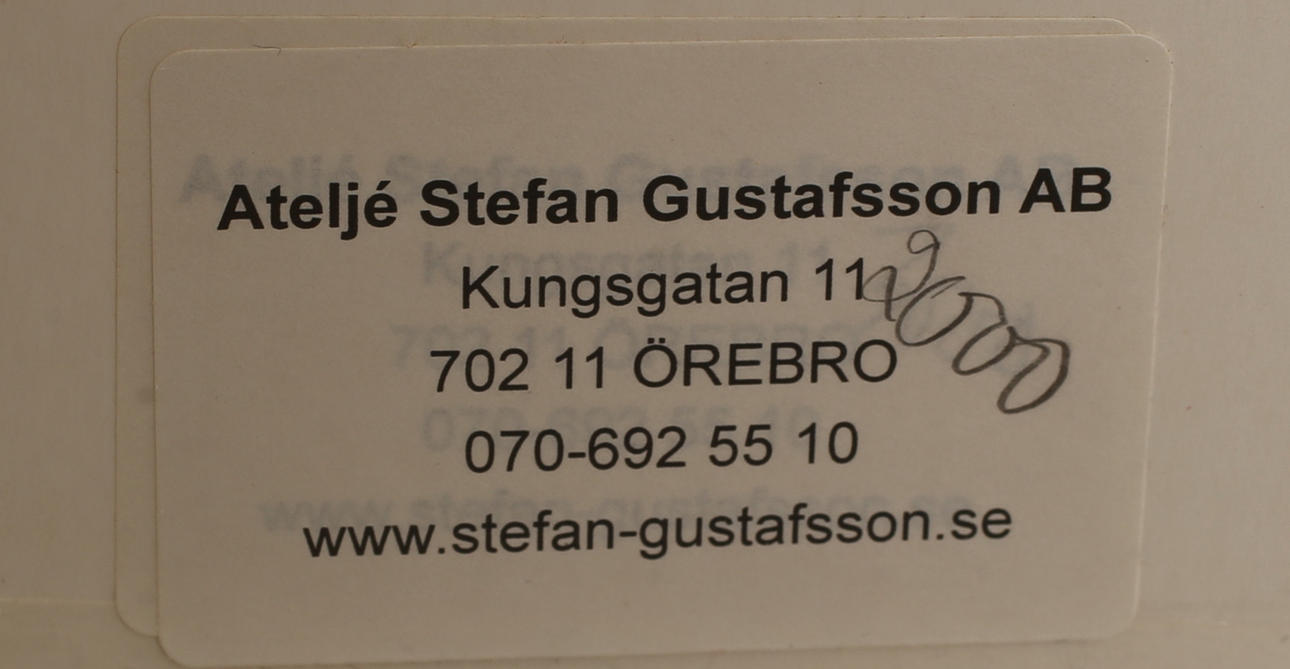 Ateljé Stefan Gustafsson AB
Kungsgatan 11
702 11 ÖREBRO
070-692 55 10
www.stefan-gustafsson.se